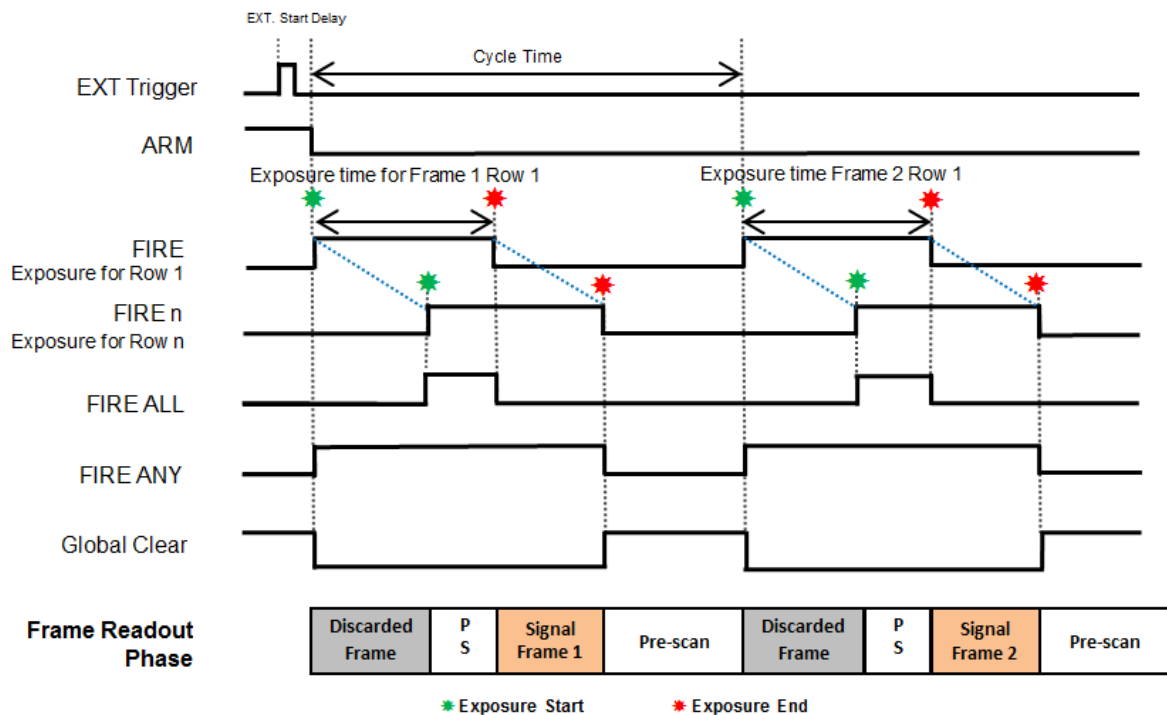 EXT. Start Delay
Cycle Time
EXT Trigger
ARM
Exposure time for Frame 1 Row 1
Exposure time Frame 2 Row 1
FIRE
Exposure for Row 1
FIRE n
Exposure for Row n
FIRE ALL
FIRE ANY
Global Clear
Frame Readout
Phase
Discarded
Frame
P
S
Signal
Frame 1
Pre-scan
Discarded
Frame
P
S
Signal
Frame 2
Pre-scan
Exposure Start
Exposure End